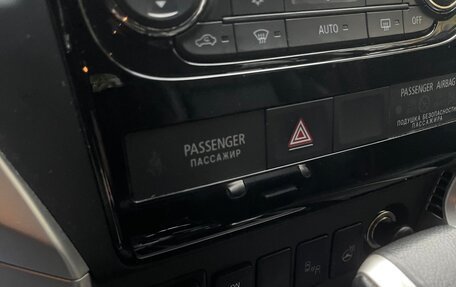 AUTO
OFF
PASSENGER
ПАССАЖИР
PASSENGER AIRBAG
ПОДУШКА БЕЗОПАСНОСТИ
ПАССАЖИРА